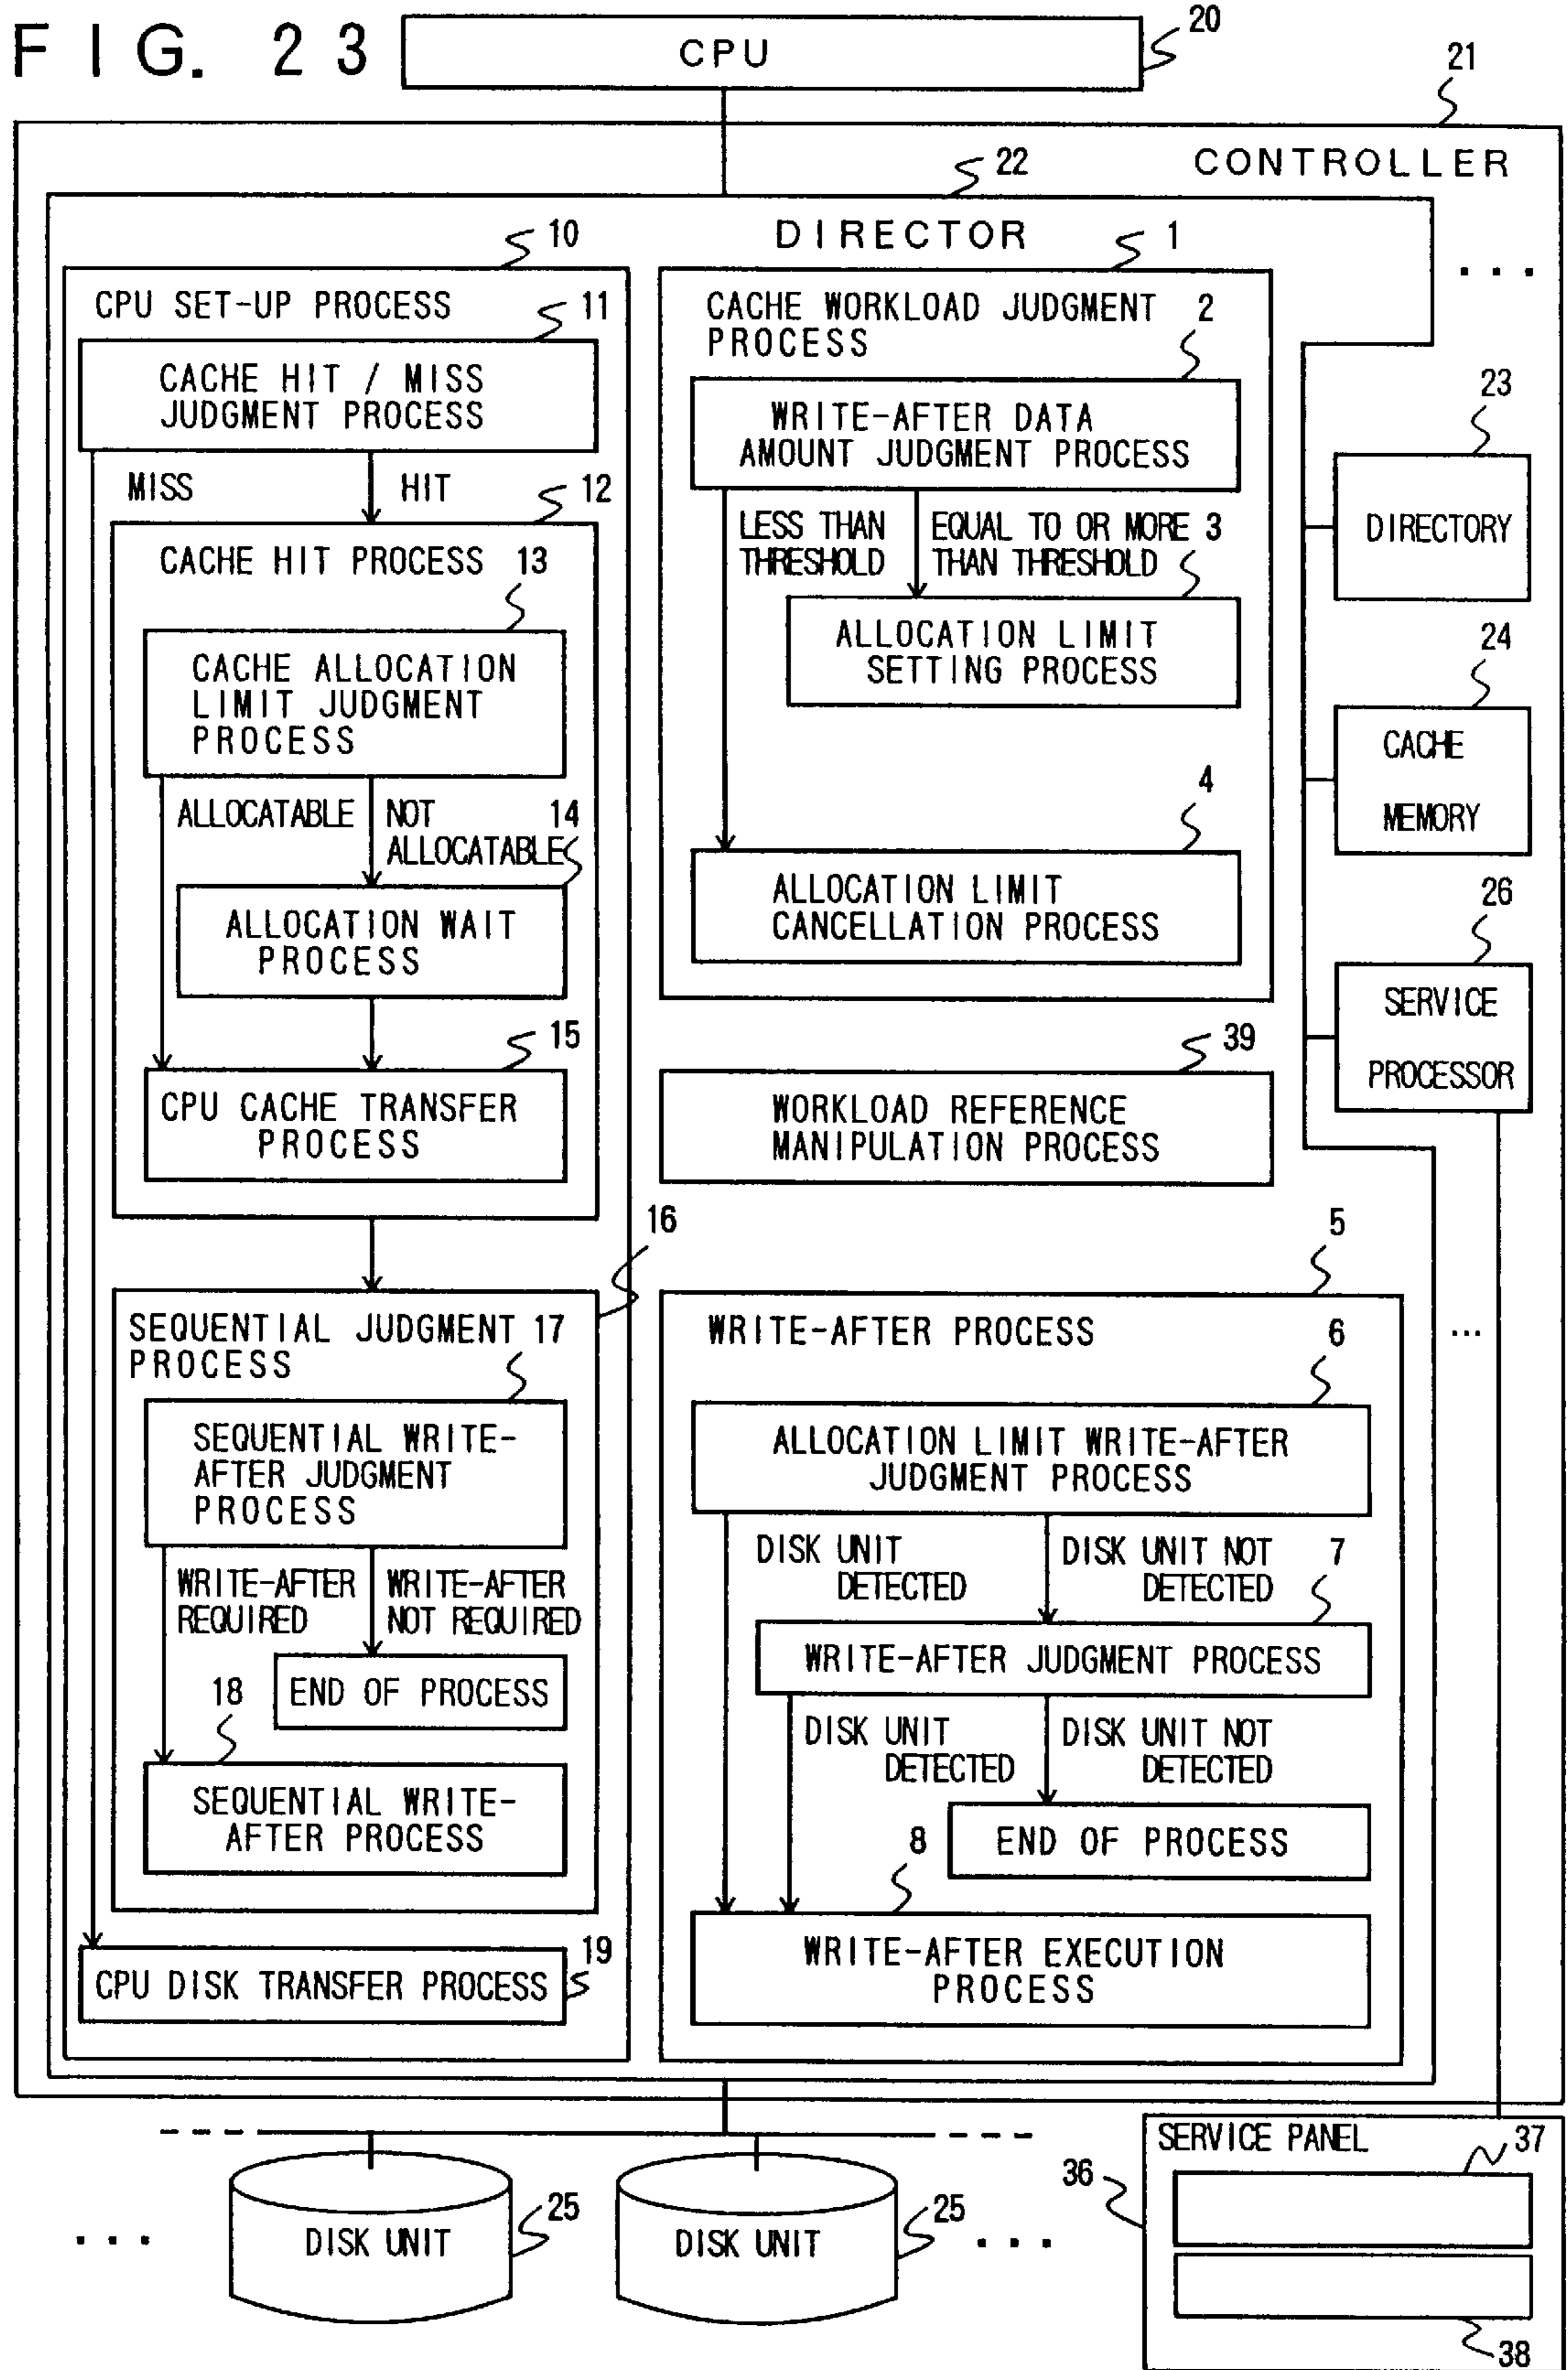 FIG. 23
CPU
20
21
CONTROLLER
22
DIRECTOR
10
1
CPU SET-UP PROCESS
11
CACHE HIT / MISS
JUDGMENT PROCESS
MISS
HIT
12
CACHE HIT PROCESS
13
CACHE ALLOCATION
LIMIT JUDGMENT
PROCESS
ALLOCATABLE
NOT
ALLOCATABLE
14
ALLOCATION WAIT
PROCESS
15
CPU CACHE TRANSFER
PROCESS
16
SEQUENTIAL JUDGMENT
PROCESS
17
SEQUENTIAL WRITE-
AFTER JUDGMENT
PROCESS
WRITE-AFTER
REQUIRED
WRITE-AFTER
NOT REQUIRED
END OF PROCESS
18
SEQUENTIAL WRITE-
AFTER PROCESS
19
CPU DISK TRANSFER PROCESS
CACHE WORKLOAD JUDGMENT
PROCESS
2
WRITE-AFTER DATA
AMOUNT JUDGMENT PROCESS
LESS THAN
THRESHOLD
EQUAL TO OR MORE
THAN THRESHOLD
3
ALLOCATION LIMIT
SETTING PROCESS
4
ALLOCATION LIMIT
CANCELLATION PROCESS
39
WORKLOAD REFERENCE
MANIPULATION PROCESS
5
WRITE-AFTER PROCESS
6
ALLOCATION LIMIT WRITE-AFTER
JUDGMENT PROCESS
DISK UNIT
DETECTED
DISK UNIT NOT
DETECTED
7
WRITE-AFTER JUDGMENT PROCESS
DISK UNIT
DETECTED
DISK UNIT NOT
DETECTED
END OF PROCESS
8
WRITE-AFTER EXECUTION
PROCESS
...
23
DIRECTORY
24
CACHE
MEMORY
26
SERVICE
PROCESSOR
...
...
DISK UNIT
25
DISK UNIT
25
...
36
SERVICE PANEL
37
38